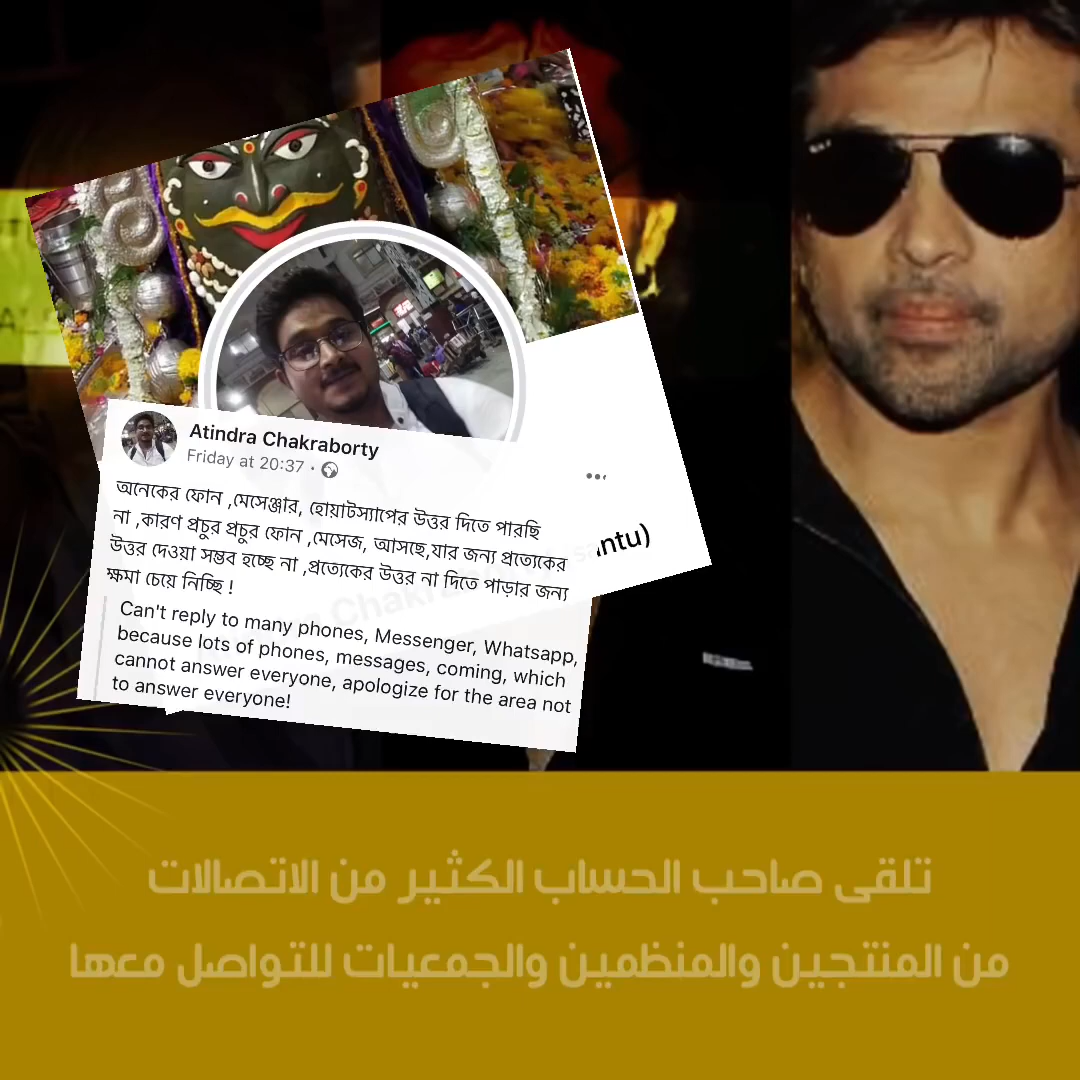 Atindra Chakraborty
Friday at 20:37 ·
অনেকের ফোন ,মেসেঞ্জার, হোয়াটস্যাপের উত্তর দিতে পারছি
না ,কারণ প্রচুর প্রচুর ফোন ,মেসেজ, আসছে,যার জন্য প্রত্যেকের
উত্তর দেওয়া সম্ভব হচ্ছে না ,প্রত্যেকের উত্তর না দিতে পাড়ার জন্য
ক্ষমা চেয়ে নিচ্ছি !
Can't reply to many phones, Messenger, Whatsapp,
because lots of phones, messages, coming, which
cannot answer everyone, apologize for the area not
to answer everyone!
تلقى صاحب الحساب الكثير من الاتصالات
من المنتجين والمنظمين والجمعيات للتواصل معها